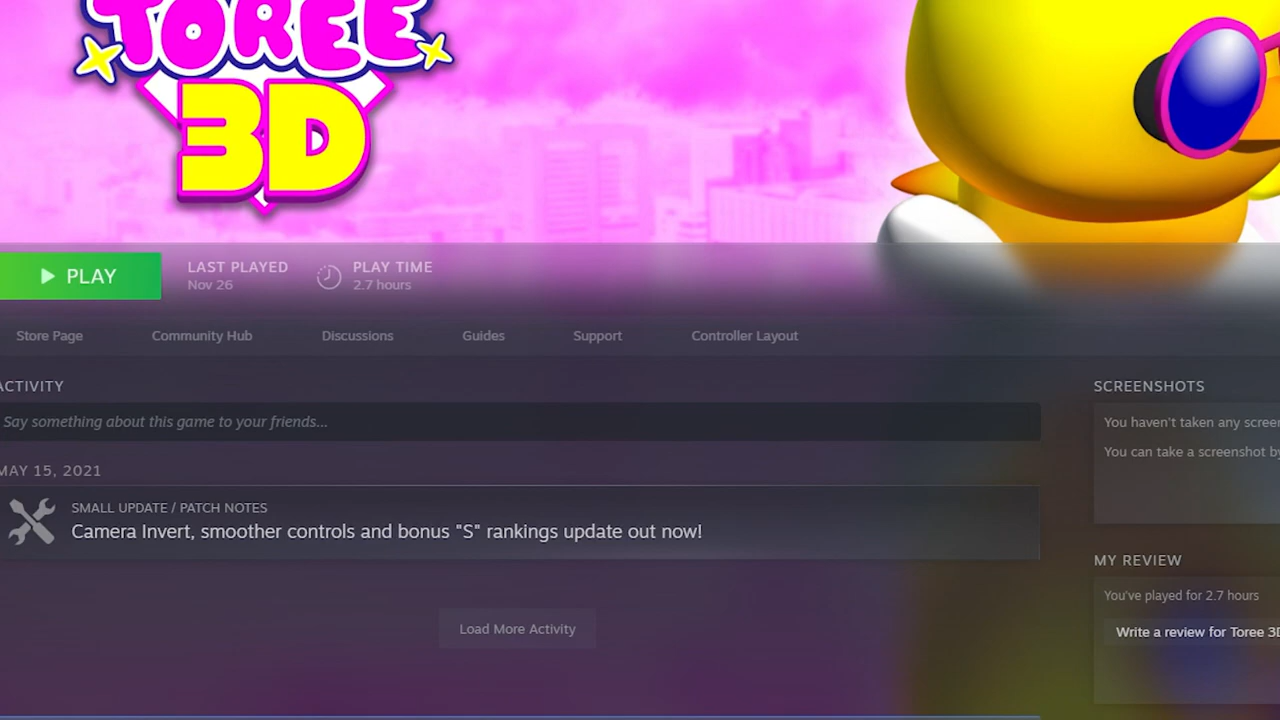 TOREE
3D
PLAY
LAST PLAYED
Nov 26
PLAY TIME
2.7 hours
Store Page
Community Hub
Discussions
Guides
Support
Controller Layout
ACTIVITY
Say something about this game to your friends...
MAY 15, 2021
SMALL UPDATE / PATCH NOTES
Camera Invert, smoother controls and bonus "S" rankings update out now!
Load More Activity
SCREENSHOTS
You haven't taken any screen
You can take a screenshot by
MY REVIEW
You've played for 2.7 hours
Write a review for Toree 3D